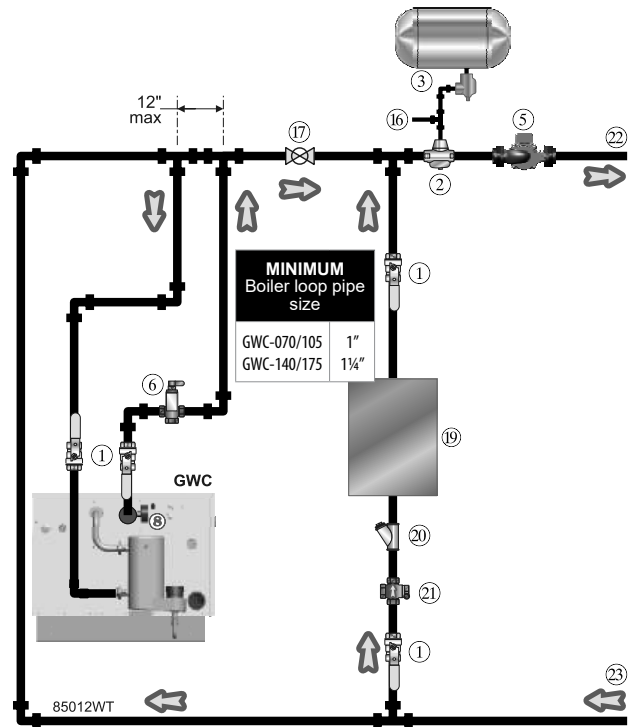 3
12"
max
16
17
5
22
2
MINIMUM
Boiler loop pipe
size
GWC-070/105 1”
GWC-140/175 1¼”
1
6
1
GWC
19
8
20
21
1
23
85012WT